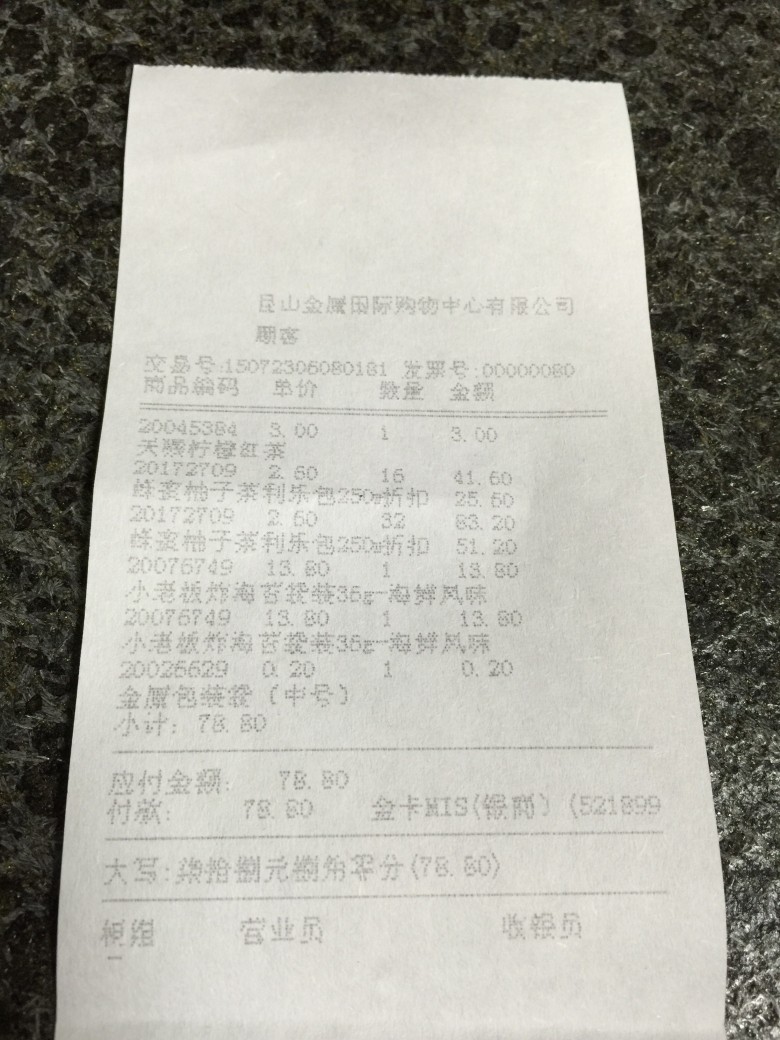 昆山金鹰国际购物中心有限公司
顾客
交易号:15072306080181 发票号:00000080
商品编码 单价 数量 金额
20045384 3.00 1 3.00
天 柠檬红茶
20172709 2.60 16 41.60
蜂蜜柚子茶利乐包250m折扣 25.60
20172709 2.60 32 83.20
蜂蜜柚子茶利乐包250m折扣 51.20
20076749 13.80 1 13.80
小老板炸海苔袋装36g-海鲜风味
20076749 13.80 1 13.80
小老板炸海苔袋装36g-海鲜风味
20026629 0.20 1 0.20
金鹰包装袋(中号)
小计: 78.80
应付金额: 78.80
付款: 78.80 金卡MIS(银商) (521899
大写:柒拾捌元捌角零分(78.80)
柜组 营业员 收银员